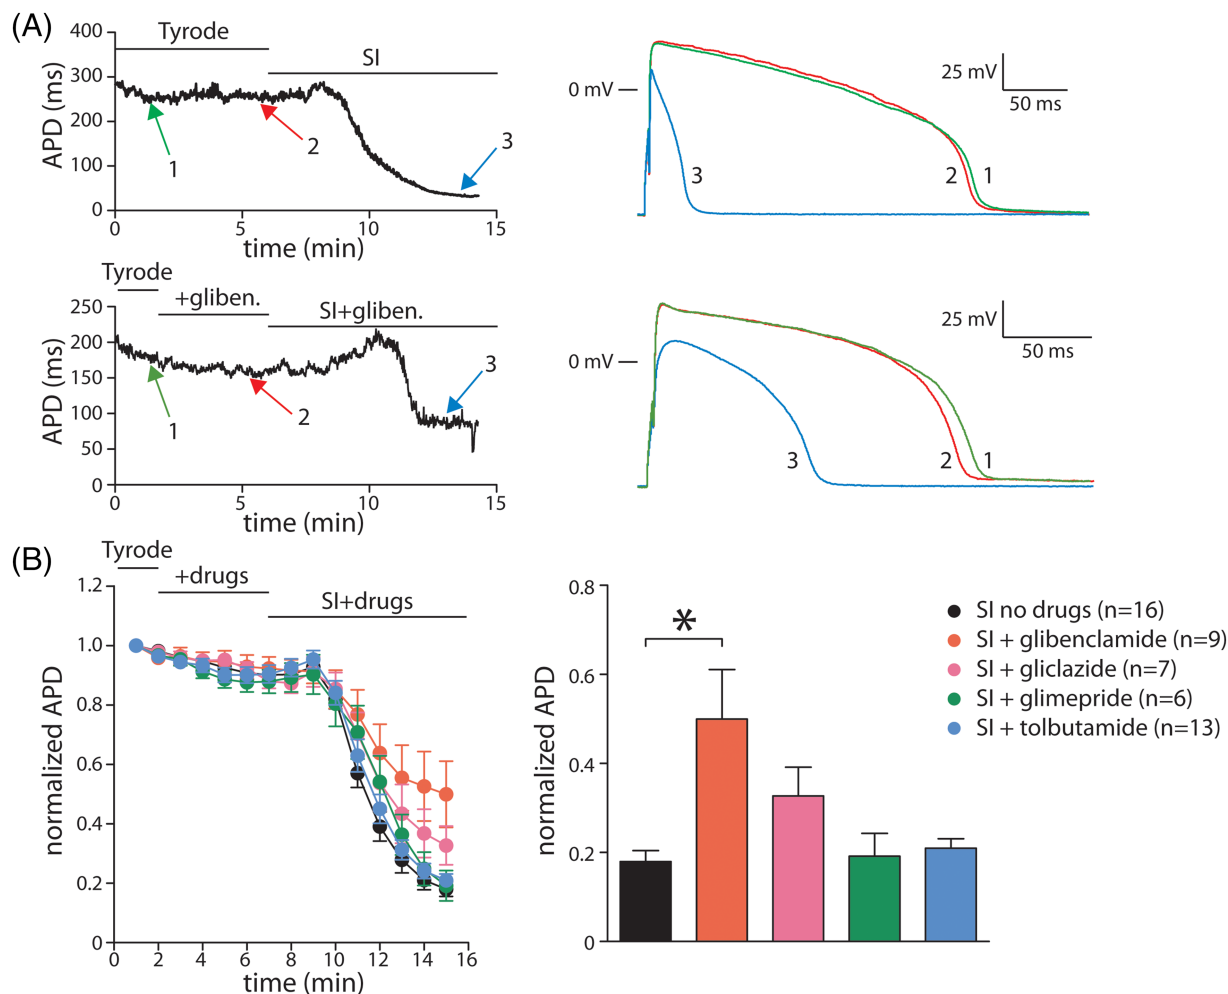 (A)
Tyrode
SI
APD (ms)
400
300
200
100
0
1
2
3
0
5
10
15
time (min)
0 mV
25 mV
50 ms
3
2
1
Tyrode
+gliben.
SI+gliben.
APD (ms)
250
200
150
100
50
0
1
2
3
0
5
10
15
time (min)
0 mV
25 mV
50 ms
3
2
1
(B)
Tyrode
+drugs
SI+drugs
normalized APD
1.2
1.0
0.8
0.6
0.4
0.2
0
0
2
4
6
8
10
12
14
16
time (min)
normalized APD
0.8
0.6
0.4
0.2
0
*
SI no drugs (n=16)
SI + glibenclamide (n=9)
SI + gliclazide (n=7)
SI + glimepride (n=6)
SI + tolbutamide (n=13)